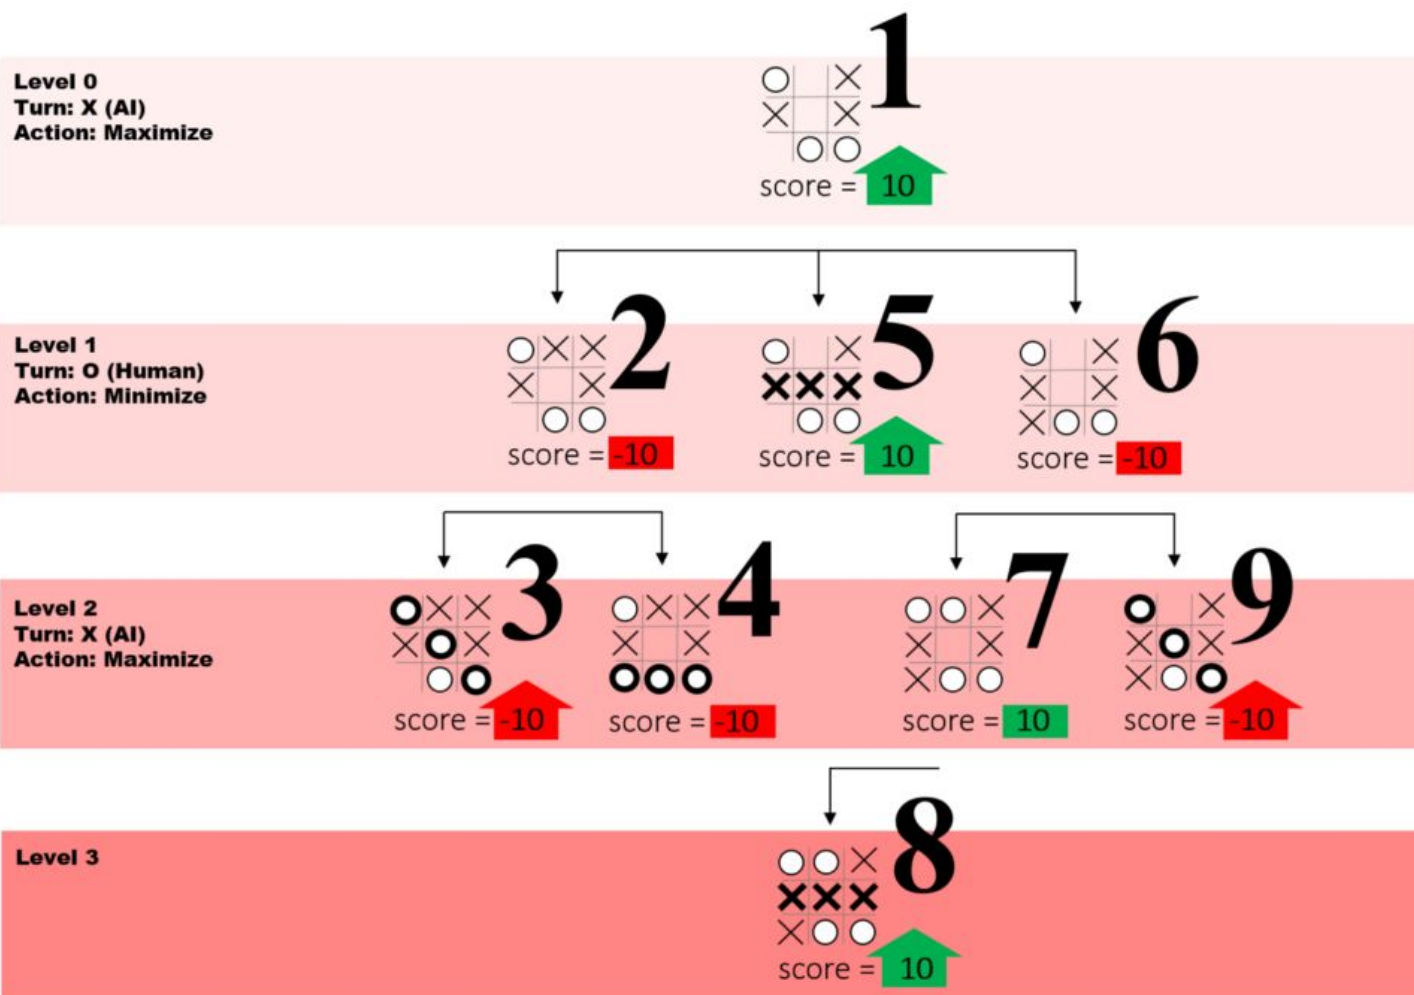 1
Level 0
Turn: X (AI)
Action: Maximize
score = 10
2
5
6
Level 1
Turn: O (Human)
Action: Minimize
score = -10
score = 10
score = -10
3
4
7
9
Level 2
Turn: X (AI)
Action: Maximize
score = -10
score = -10
score = 10
score = -10
8
Level 3
score = 10